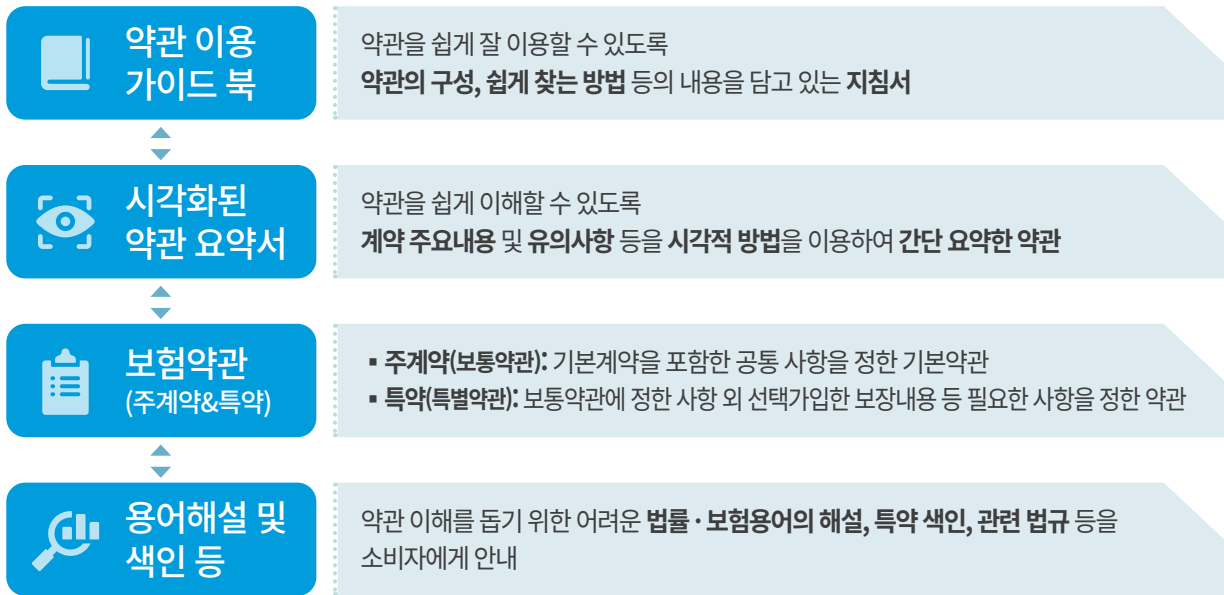 약관 이용
가이드 북
약관을 쉽게 잘 이용할 수 있도록
약관의 구성, 쉽게 찾는 방법 등의 내용을 담고 있는 지침서
시각화된
약관 요약서
약관을 쉽게 이해할 수 있도록
계약 주요내용 및 유의사항 등을 시각적 방법을 이용하여 간단 요약한 약관
보험약관
(주계약&특약)
▪ 주계약(보통약관): 기본계약을 포함한 공통 사항을 정한 기본약관
▪ 특약(특별약관): 보통약관에 정한 사항 외 선택가입한 보장내용 등 필요한 사항을 정한 약관
용어해설 및
색인 등
약관 이해를 돕기 위한 어려운 법률 · 보험용어의 해설, 특약 색인, 관련 법규 등을
소비자에게 안내